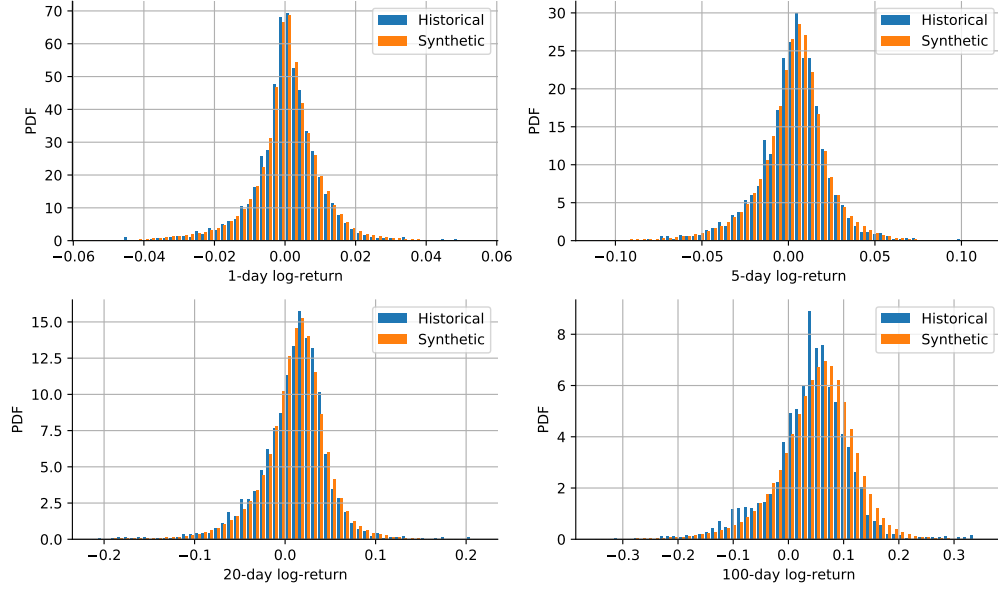 70
60
50
40
30
20
10
0
PDF
Historical
Synthetic
−0.06 −0.04 −0.02 0.00 0.02 0.04 0.06
1-day log-return
30
25
20
15
10
5
0
PDF
Historical
Synthetic
−0.10 −0.05 0.00 0.05 0.10
5-day log-return
15.0
12.5
10.0
7.5
5.0
2.5
0.0
PDF
Historical
Synthetic
−0.2 −0.1 0.0 0.1 0.2
20-day log-return
8
6
4
2
0
PDF
Historical
Synthetic
−0.3 −0.2 −0.1 0.0 0.1 0.2 0.3
100-day log-return